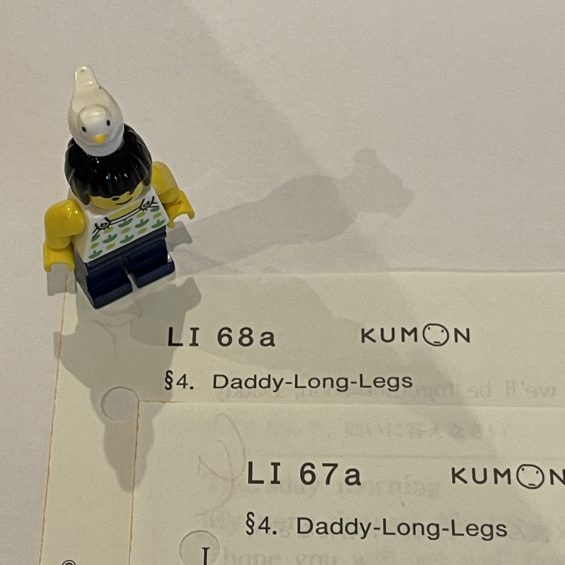 LI 68a KUMON
§4. Daddy-Long-Legs
LI 67a KUMON
§4. Daddy-Long-Legs
I